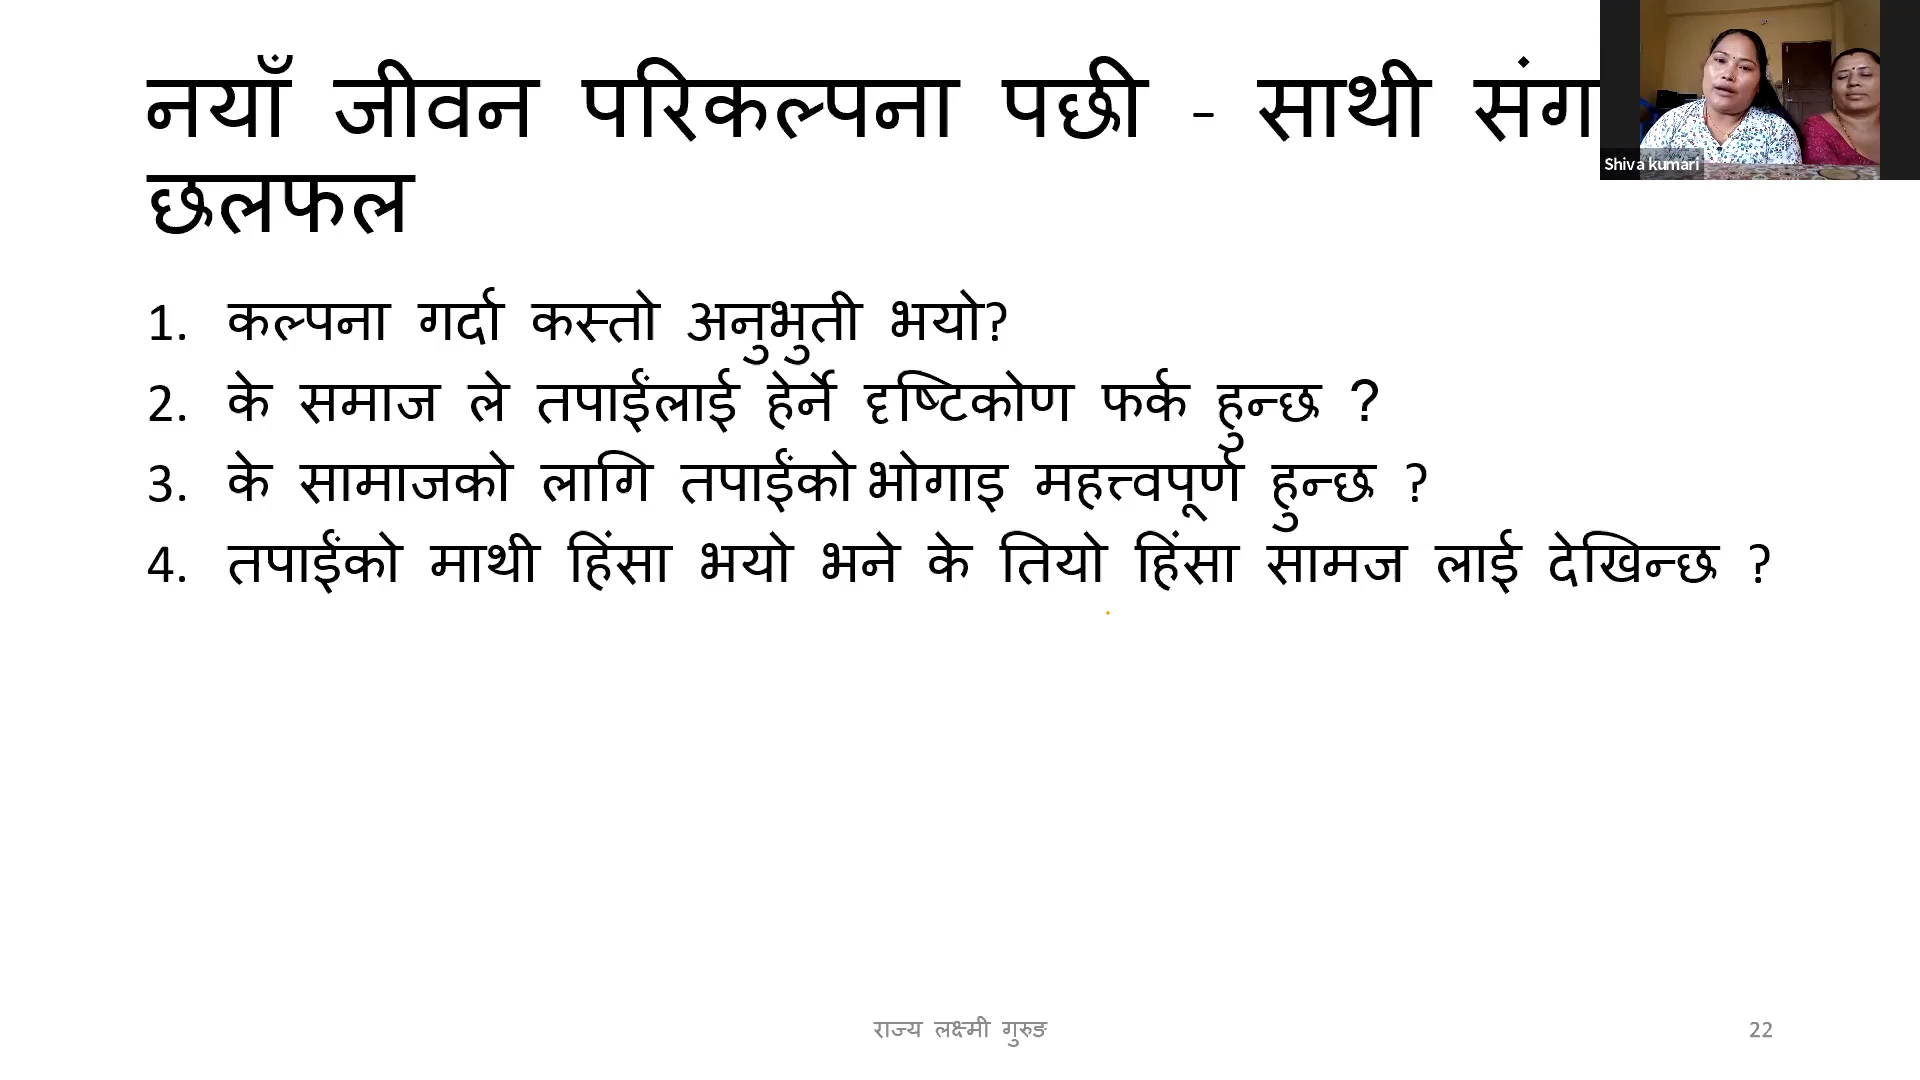 नयाँ जीवन परिकल्पना पछी - साथी संग
छलफल
Shiva kumari
1. कल्पना गर्दा कस्तो अनुभुती भयो?
2. के समाज ले तपाईंलाई हेर्ने दृष्टिकोण फर्क हुन्छ ?
3. के सामाजको लागि तपाईंको भोगाइ महत्त्वपूर्ण हुन्छ ?
4. तपाईंको माथी हिंसा भयो भने के तियो हिंसा सामज लाई देखिन्छ ?
राज्य लक्ष्मी गुरुङ
22